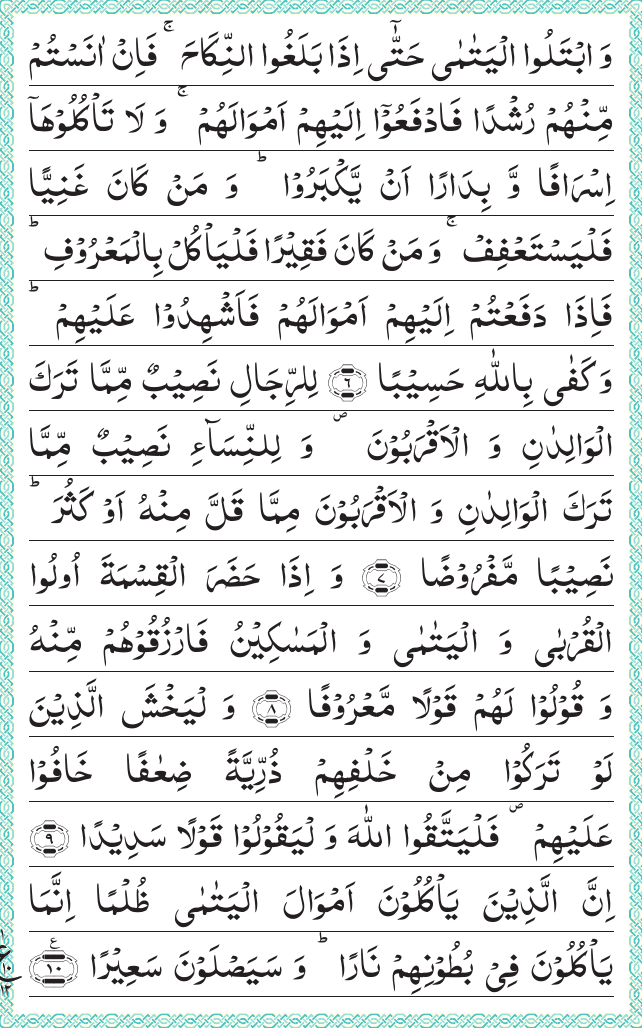 وَ ابْتَلُوا الْیَتٰمٰی حَتّٰۤی اِذَا بَلَغُوا النِّكَاحَ ۚ فَاِنْ اٰنَسْتُمْ
مِّنْهُمْ رُشْدًا فَادْفَعُوْۤا اِلَیْهِمْ اَمْوَالَهُمْ ۚ وَ لَا تَاْكُلُوْهَاۤ
اِسْرَافًا وَّ بِدَارًا اَنْ یَّكْبَرُوْا ؕ وَ مَنْ كَانَ غَنِیًّا
فَلْیَسْتَعْفِفْ ۚ وَ مَنْ كَانَ فَقِیْرًا فَلْیَاْكُلْ بِالْمَعْرُوْفِ ؕ
فَاِذَا دَفَعْتُمْ اِلَیْهِمْ اَمْوَالَهُمْ فَاَشْهِدُوْا عَلَیْهِمْ ؕ
وَ كَفٰی بِاللّٰهِ حَسِیْبًا ﴿۶﴾ لِلرِّجَالِ نَصِیْبٌ مِّمَّا تَرَكَ
الْوَالِدٰنِ وَ الْاَقْرَبُوْنَ ۪ وَ لِلنِّسَآءِ نَصِیْبٌ مِّمَّا
تَرَكَ الْوَالِدٰنِ وَ الْاَقْرَبُوْنَ مِمَّا قَلَّ مِنْهُ اَوْ كَثُرَ ؕ
نَصِیْبًا مَّفْرُوْضًا ﴿۷﴾ وَ اِذَا حَضَرَ الْقِسْمَةَ اُولُوا
الْقُرْبٰی وَ الْیَتٰمٰی وَ الْمَسٰكِیْنُ فَارْزُقُوْهُمْ مِّنْهُ
وَ قُوْلُوْا لَهُمْ قَوْلًا مَّعْرُوْفًا ﴿۸﴾ وَ لْیَخْشَ الَّذِیْنَ
لَوْ تَرَكُوْا مِنْ خَلْفِهِمْ ذُرِّیَّةً ضِعٰفًا خَافُوْا
عَلَیْهِمْ ۪ فَلْیَتَّقُوا اللّٰهَ وَ لْیَقُوْلُوْا قَوْلًا سَدِیْدًا ﴿۹﴾
اِنَّ الَّذِیْنَ یَاْكُلُوْنَ اَمْوَالَ الْیَتٰمٰی ظُلْمًا اِنَّمَا
یَاْكُلُوْنَ فِیْ بُطُوْنِهِمْ نَارًا ؕ وَ سَیَصْلَوْنَ سَعِیْرًا ﴿۱۰﴾